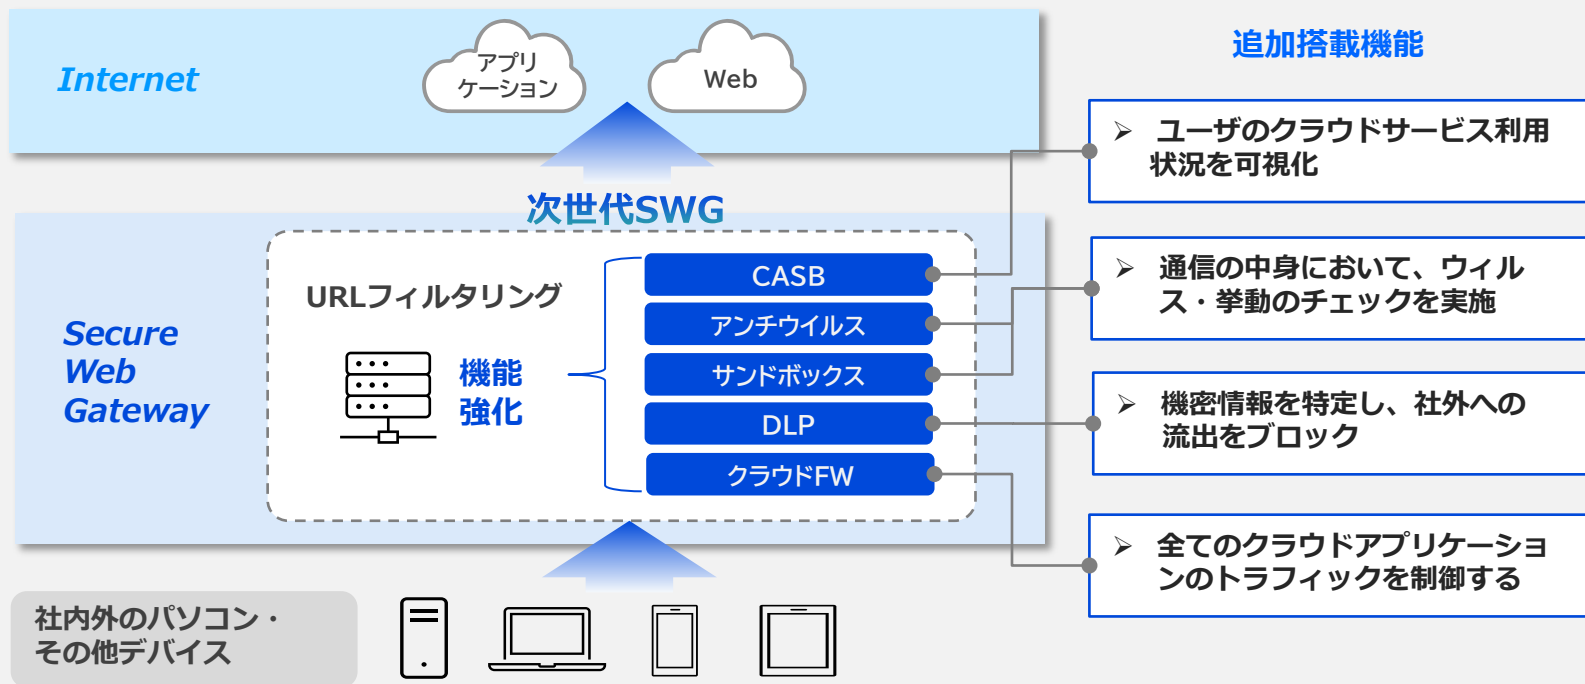 Internet
アプリ
ケーション
Web
次世代SWG
Secure
Web
Gateway
URLフィルタリング
機能
強化
CASB
アンチウイルス
サンドボックス
DLP
クラウドFW
社内外のパソコン・
その他デバイス
追加搭載機能
➢ ユーザのクラウドサービス利用
状況を可視化
➢ 通信の中身において、ウィル
ス・挙動のチェックを実施
➢ 機密情報を特定し、社外への
流出をブロック
➢ 全てのクラウドアプリケーショ
ンのトラフィックを制御する